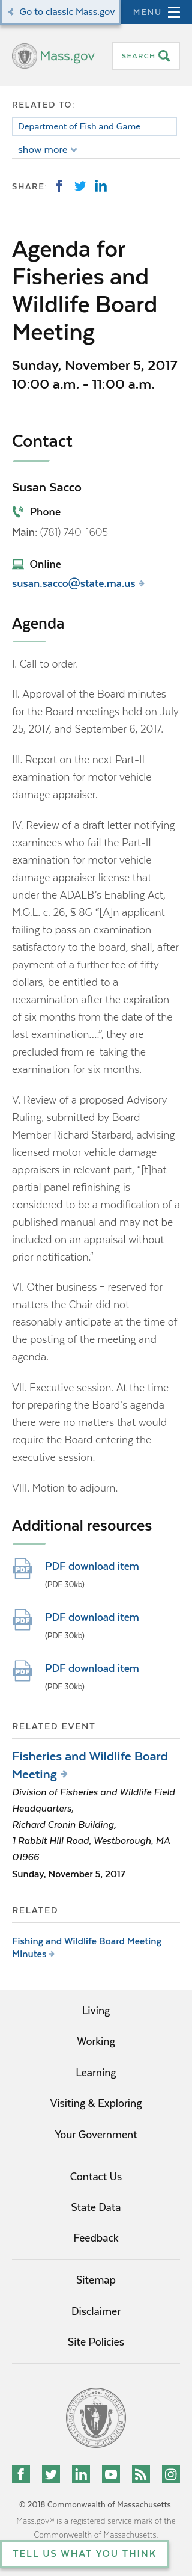 Go to classic Mass.gov
MENU
Mass.gov
SEARCH
RELATED TO:
Department of Fish and Game
show more
SHARE:
Agenda for
Fisheries and
Wildlife Board
Meeting
Sunday, November 5, 2017
10:00 a.m. - 11:00 a.m.
Contact
Susan Sacco
Phone
Main: (781) 740-1605
Online
susan.sacco@state.ma.us
Agenda
I. Call to order.
II. Approval of the Board minutes
for the Board meetings held on July
25, 2017, and September 6, 2017.
III. Report on the next Part-II
examination for motor vehicle
damage appraiser.
IV. Review of a draft letter notifying
examinees who fail the Part-II
examination for motor vehicle
damage appraiser license that
under the ADALB's Enabling Act,
M.G.L. c. 26, § 8G "[A]n applicant
failing to pass an examination
satisfactory to the board, shall, after
payment of a further fee of fifty
dollars, be entitled to a
reexamination after the expiration
of six months from the date of the
last examination....", they are
precluded from re-taking the
examination for six months.
V. Review of a proposed Advisory
Ruling, submitted by Board
Member Richard Starbard, advising
licensed motor vehicle damage
appraisers in relevant part, "[t]hat
partial panel refinishing is
considered to be a modification of a
published manual and may not be
included on an appraisal without
prior notification."
VI. Other business – reserved for
matters the Chair did not
reasonably anticipate at the time of
the posting of the meeting and
agenda.
VII. Executive session. At the time
for preparing the Board's agenda
there were no matters that would
require the Board entering the
executive session.
VIII. Motion to adjourn.
Additional resources
PDF
PDF download item
(PDF 30kb)
PDF
PDF download item
(PDF 30kb)
PDF
PDF download item
(PDF 30kb)
RELATED EVENT
Fisheries and Wildlife Board
Meeting
Division of Fisheries and Wildlife Field
Headquarters,
Richard Cronin Building,
1 Rabbit Hill Road, Westborough, MA
01966
Sunday, November 5, 2017
RELATED
Fishing and Wildlife Board Meeting
Minutes
Living
Working
Learning
Visiting & Exploring
Your Government
Contact Us
State Data
Feedback
Sitemap
Disclaimer
Site Policies
© 2018 Commonwealth of Massachusetts.
Mass.gov® is a registered service mark of the
Commonwealth of Massachusetts.
TELL US WHAT YOU THINK